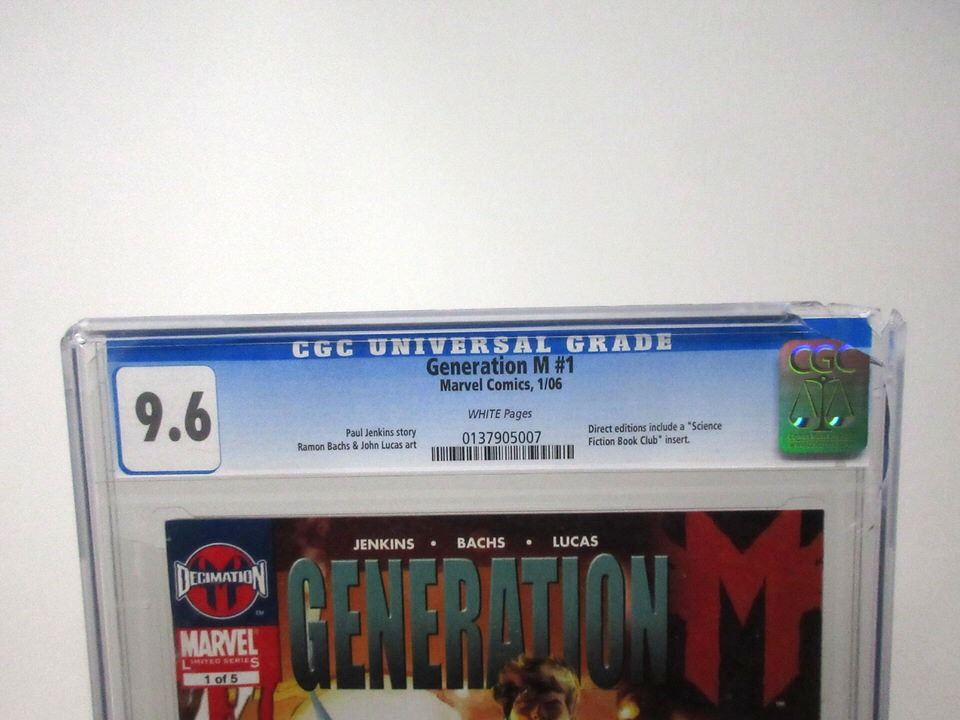 CGC UNIVERSAL GRADE
Generation M #1
Marvel Comics, 1/06
9.6
WHITE Pages
Paul Jenkins story
Ramon Bachs & John Lucas art
0137905007
Direct editions include a "Science
Fiction Book Club" insert.
CGC
JENKINS • BACHS • LUCAS
DECIMATION
TM
GENERATION M
MARVEL
LIMITED SERIES
1 of 5